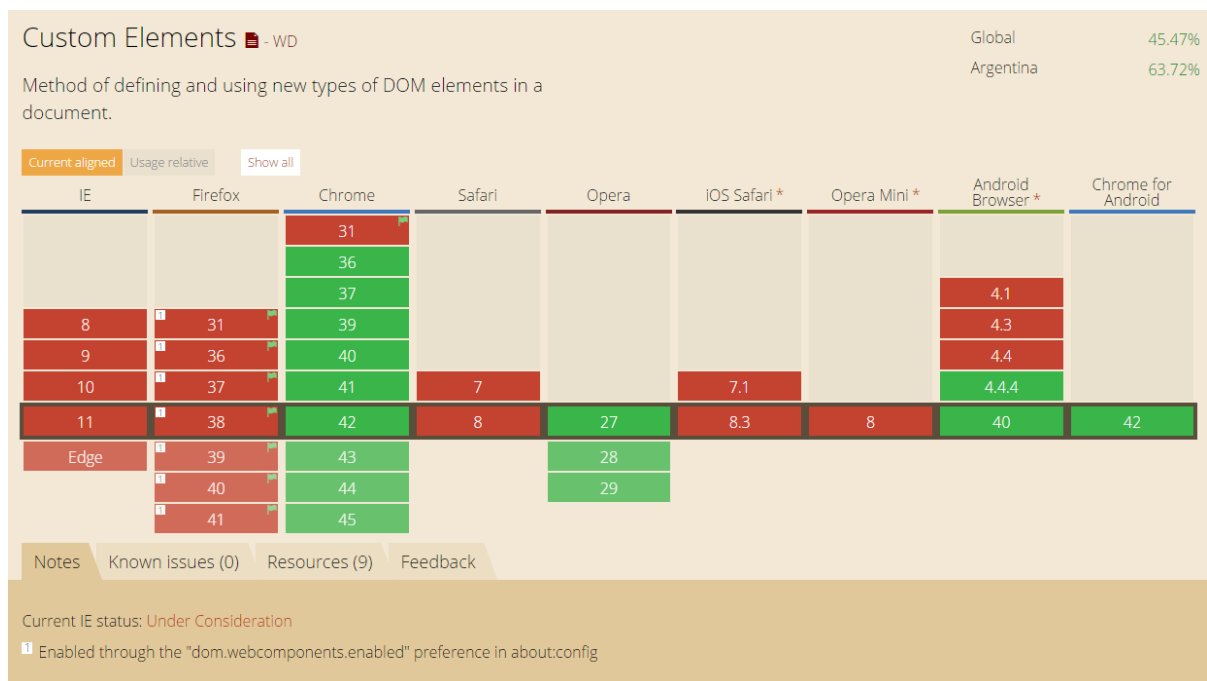 Custom Elements - WD
Global 45.47%
Argentina 63.72%
Method of defining and using new types of DOM elements in a
document.
Current aligned Usage relative Show all
IE Firefox Chrome Safari Opera iOS Safari * Opera Mini * Android Browser * Chrome for Android
31
36
37 4.1
8 1 31 39 4.3
9 1 36 40 4.4
10 1 37 41 7 7.1 4.4.4
11 1 38 42 8 27 8.3 8 40 42
Edge 1 39 43 28
1 40 44 29
1 41 45
Notes Known issues (0) Resources (9) Feedback
Current IE status: Under Consideration
1 Enabled through the "dom.webcomponents.enabled" preference in about:config